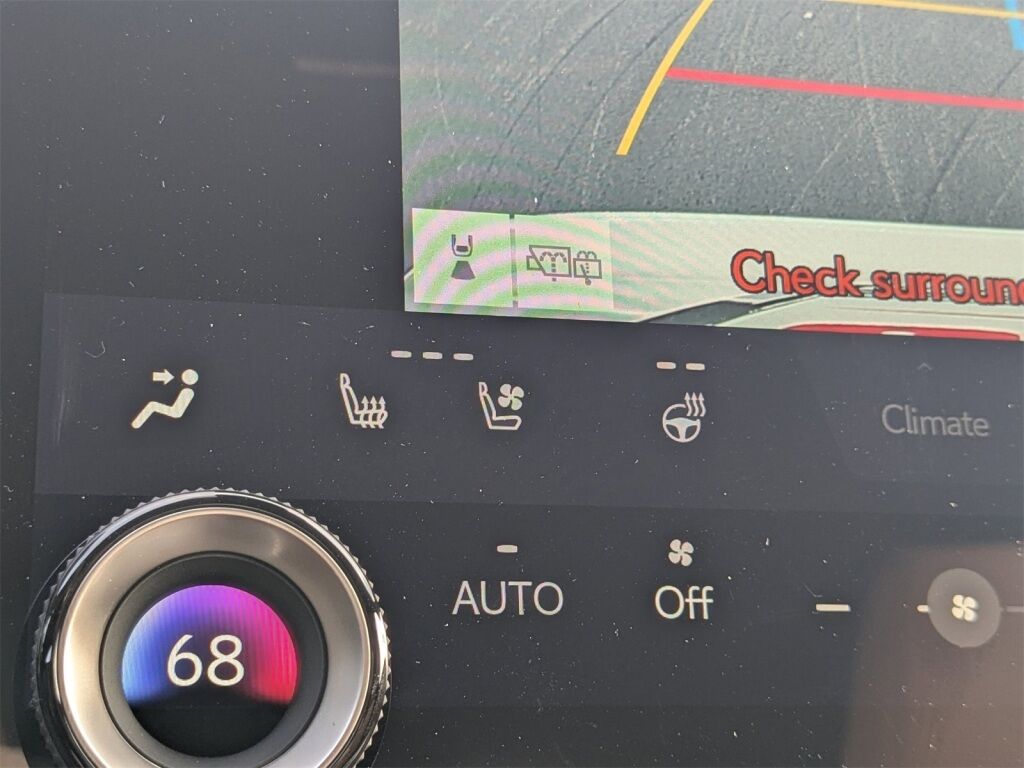 Check surroun
Climate
AUTO
Off
68